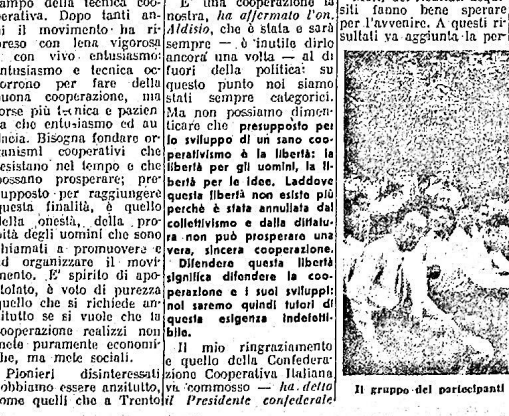 ampo della tecnica coo-
perativa. Dopo tanti an-
ni il movimento ha ri-
preso con lena vigorosa
con vivo entusiasmo:
entusiasmo e tecnica oc-
corrono per fare della
buona cooperazione, ma
forse più tecnica e pazien
za che entusiasmo ed au
dacia. Bisogna fondare or
ganismi cooperativi che
resistano nel tempo e che
possano prosperare; pre-
supposto per raggiungere
questa finalità, è quello
della onestà, della pro-
bità degli uomini che sono
chiamati a promuovere e
ad organizzare il movi-
mento. E' spirito di apo-
stolato, è voto di purezza
quello che si richiede an-
zitutto se si vuole che la
cooperazione realizzi non
mete puramente economi-
che, ma mete sociali.
Pionieri disinteressati
dobbiamo essere anzitutto,
come quelli che a Trento
E' una cooperazione la
nostra, ha affermato l'on.
Aldisio, che è stata e sarà
sempre — è inutile dirlo
ancora una volta — al di
fuori della politica: su
questo punto noi siamo
stati sempre categorici.
Ma non possiamo dimen-
ticare che presupposto per
lo sviluppo di un sano coo-
perativismo è la libertà: la
libertà per gli uomini, la li-
bertà per le idee. Laddove
questa libertà non esiste più
perchè è stata annullata dal
collettivismo e dalla dittatu-
ra non può prosperare una
vera, sincera cooperazione.
Difendere questa libertà
significa difendere la coo-
perazione e i suoi sviluppi:
noi saremo quindi tutori di
questa esigenza indefetti-
bile.
Il mio ringraziamento
e quello della Confedera-
zione Cooperativa Italiana
va commosso — ha detto
il Presidente confederale
siti fanno bene sperare
per l'avvenire. A questi ri-
sultati va aggiunta la per-
Il gruppo dei partecipanti